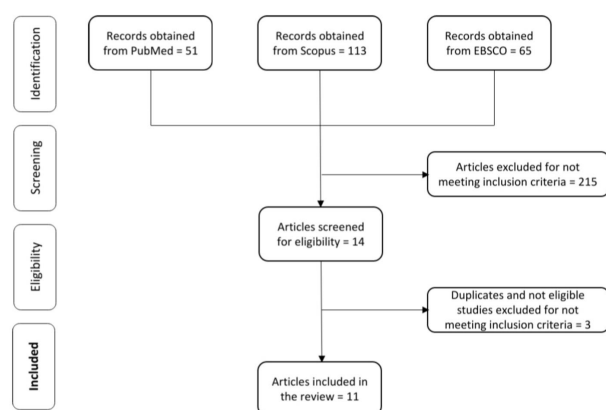 Identification
Records obtained
from PubMed = 51
Records obtained
from Scopus = 113
Records obtained
from EBSCO = 65
Screening
Articles excluded for not
meeting inclusion criteria = 215
Articles screened
for eligibility = 14
Eligibility
Duplicates and not eligible
studies excluded for not
meeting inclusion criteria = 3
Included
Articles included in
the review = 11